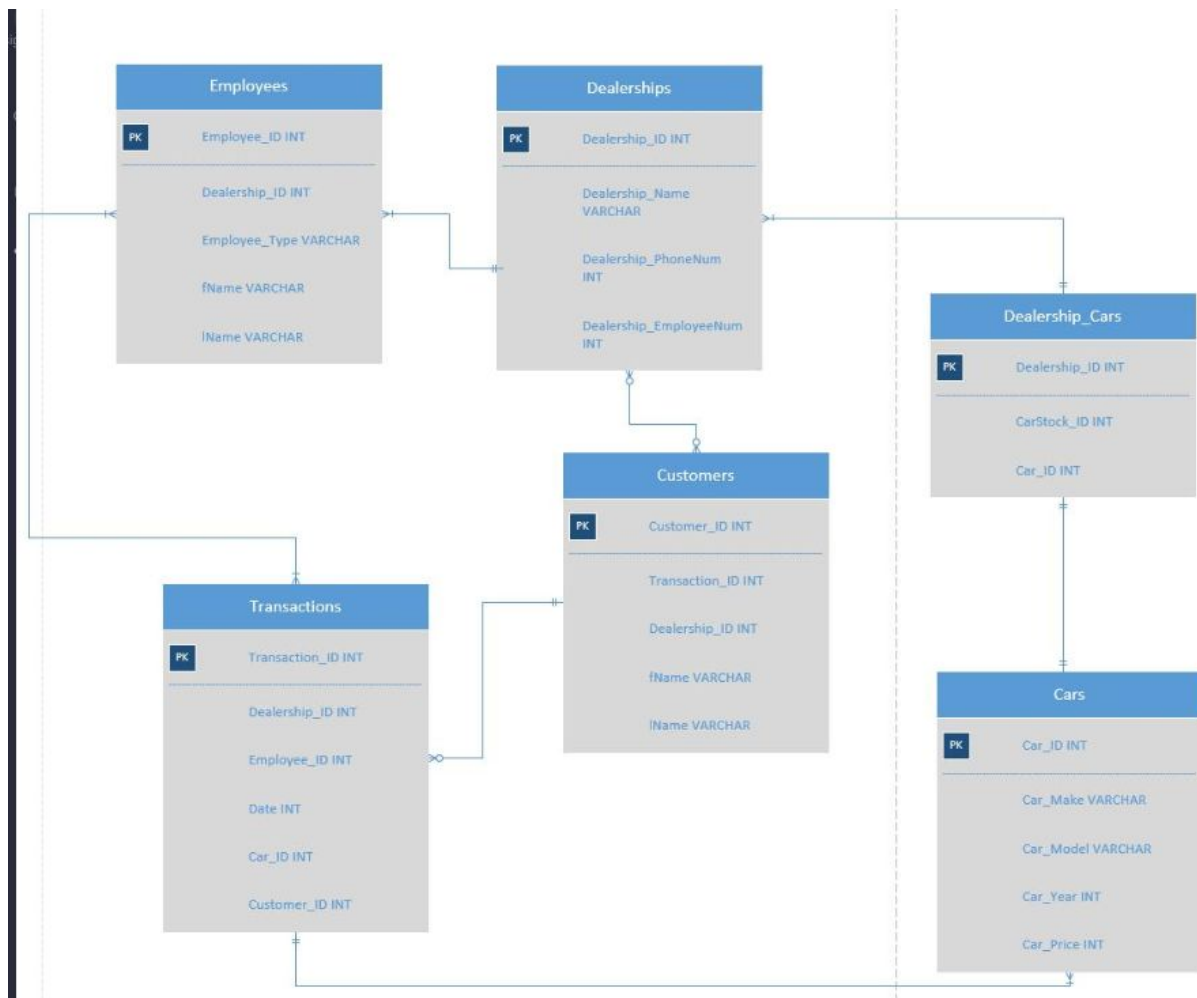 Employees
PK Employee_ID INT
Dealership_ID INT
Employee_Type VARCHAR
fName VARCHAR
lName VARCHAR
Dealerships
PK Dealership_ID INT
Dealership_Name
VARCHAR
Dealership_PhoneNum
INT
Dealership_EmployeeNum
INT
Dealership_Cars
PK Dealership_ID INT
CarStock_ID INT
Car_ID INT
Customers
PK Customer_ID INT
Transaction_ID INT
Dealership_ID INT
fName VARCHAR
lName VARCHAR
Transactions
PK Transaction_ID INT
Dealership_ID INT
Employee_ID INT
Date INT
Car_ID INT
Customer_ID INT
Cars
PK Car_ID INT
Car_Make VARCHAR
Car_Model VARCHAR
Car_Year INT
Car_Price INT